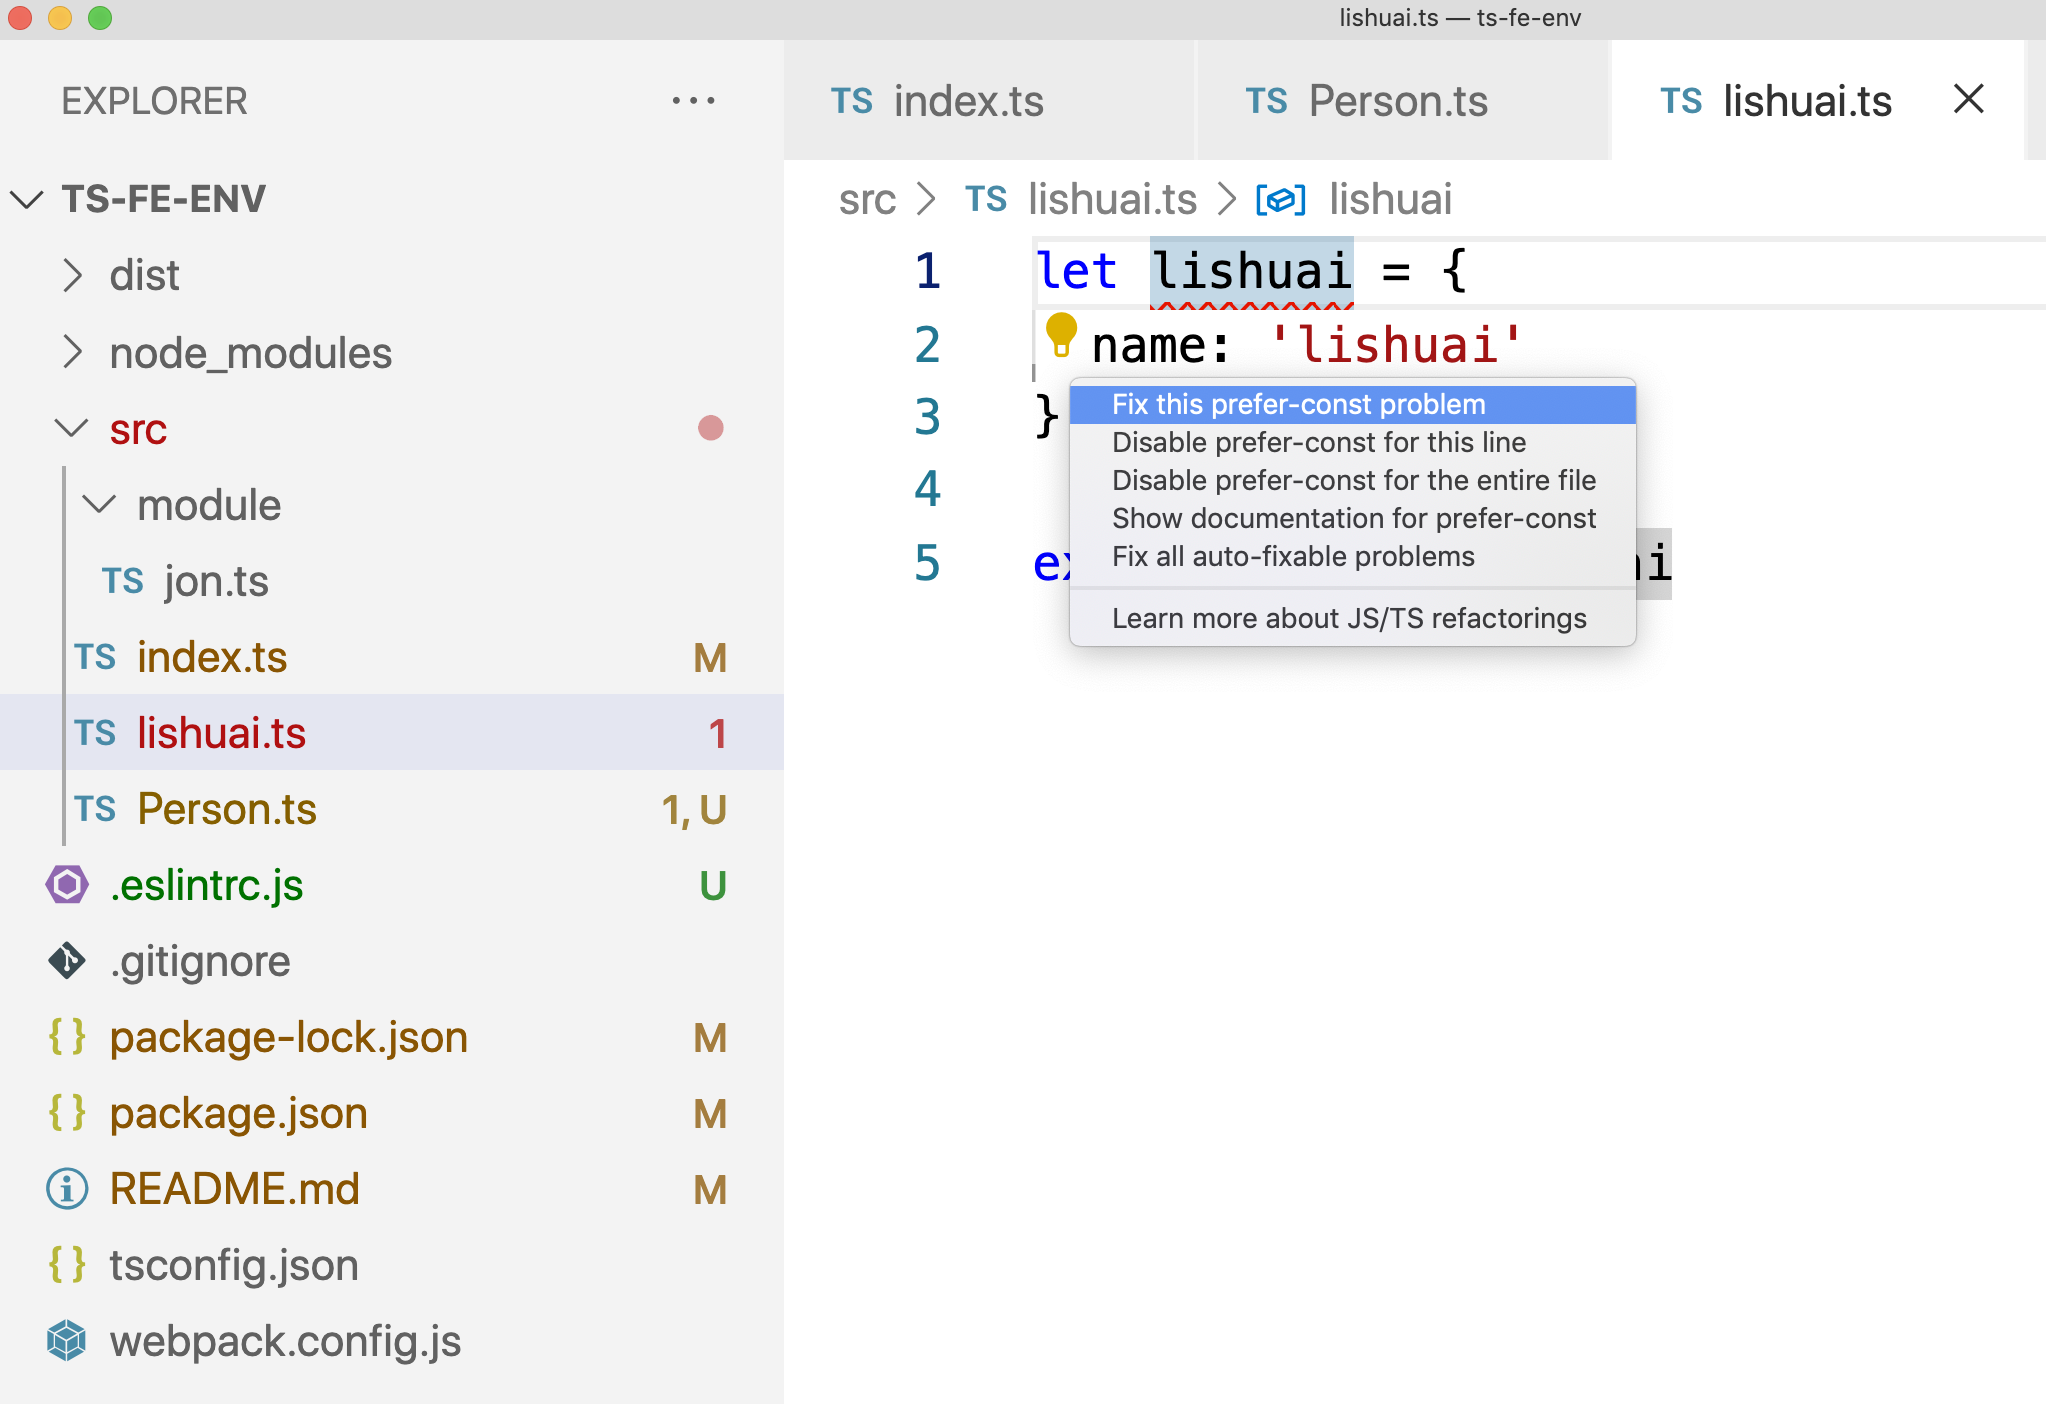 lishuai.ts — ts-fe-env
EXPLORER
TS index.ts
TS Person.ts
TS lishuai.ts
TS-FE-ENV
src > TS lishuai.ts > lishuai
dist
node_modules
src
module
TS jon.ts
TS index.ts M
TS lishuai.ts 1
TS Person.ts 1, U
.eslintrc.js U
.gitignore
{} package-lock.json M
{} package.json M
README.md M
{} tsconfig.json
webpack.config.js
1 let lishuai = {
2 name: 'lishuai'
3 }
4
5
Fix this prefer-const problem
Disable prefer-const for this line
Disable prefer-const for the entire file
Show documentation for prefer-const
Fix all auto-fixable problems
Learn more about JS/TS refactorings